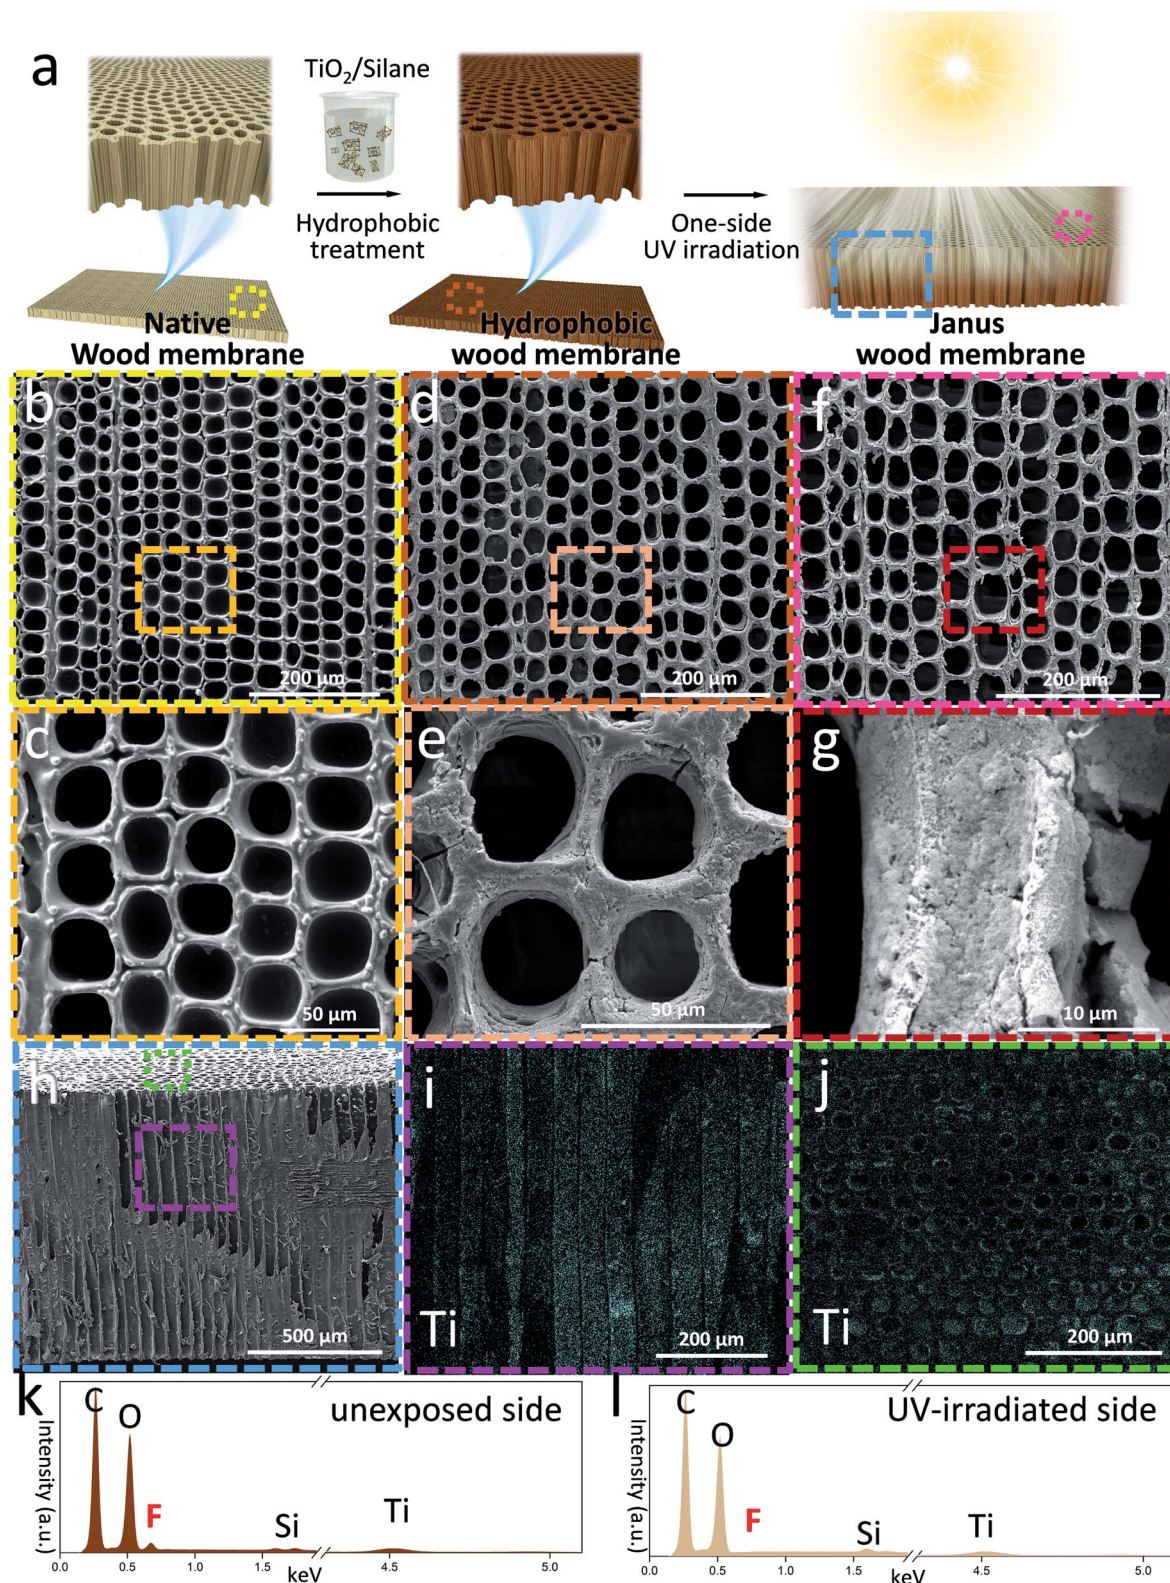 a
TiO₂/Silane
Hydrophobic
treatment
One-side
UV irradiation
Native
Wood membrane
Hydrophobic
wood membrane
Janus
wood membrane
b
200 µm
d
200 µm
f
200 µm
c
50 µm
e
50 µm
g
10 µm
h
500 µm
i
Ti
200 µm
j
Ti
200 µm
k
unexposed side
Intensity (a.u.)
C
O
F
Si
Ti
0.0 0.5 1.0 1.5 4.5 5.0
keV
l
UV-irradiated side
Intensity (a.u.)
C
O
F
Si
Ti
0.0 0.5 1.0 1.5 4.5 5.0
keV